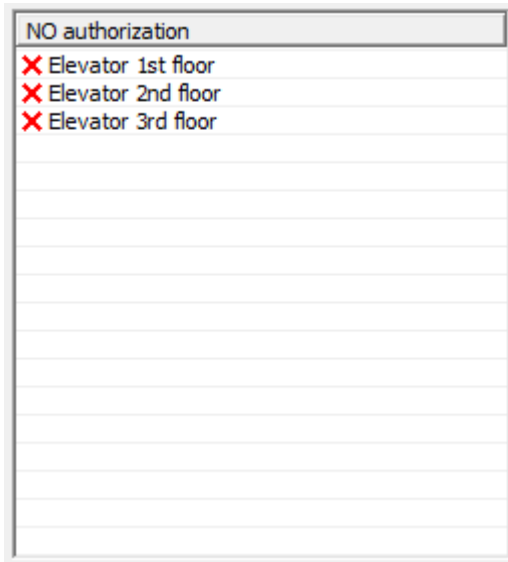 NO authorization
Elevator 1st floor
Elevator 2nd floor
Elevator 3rd floor